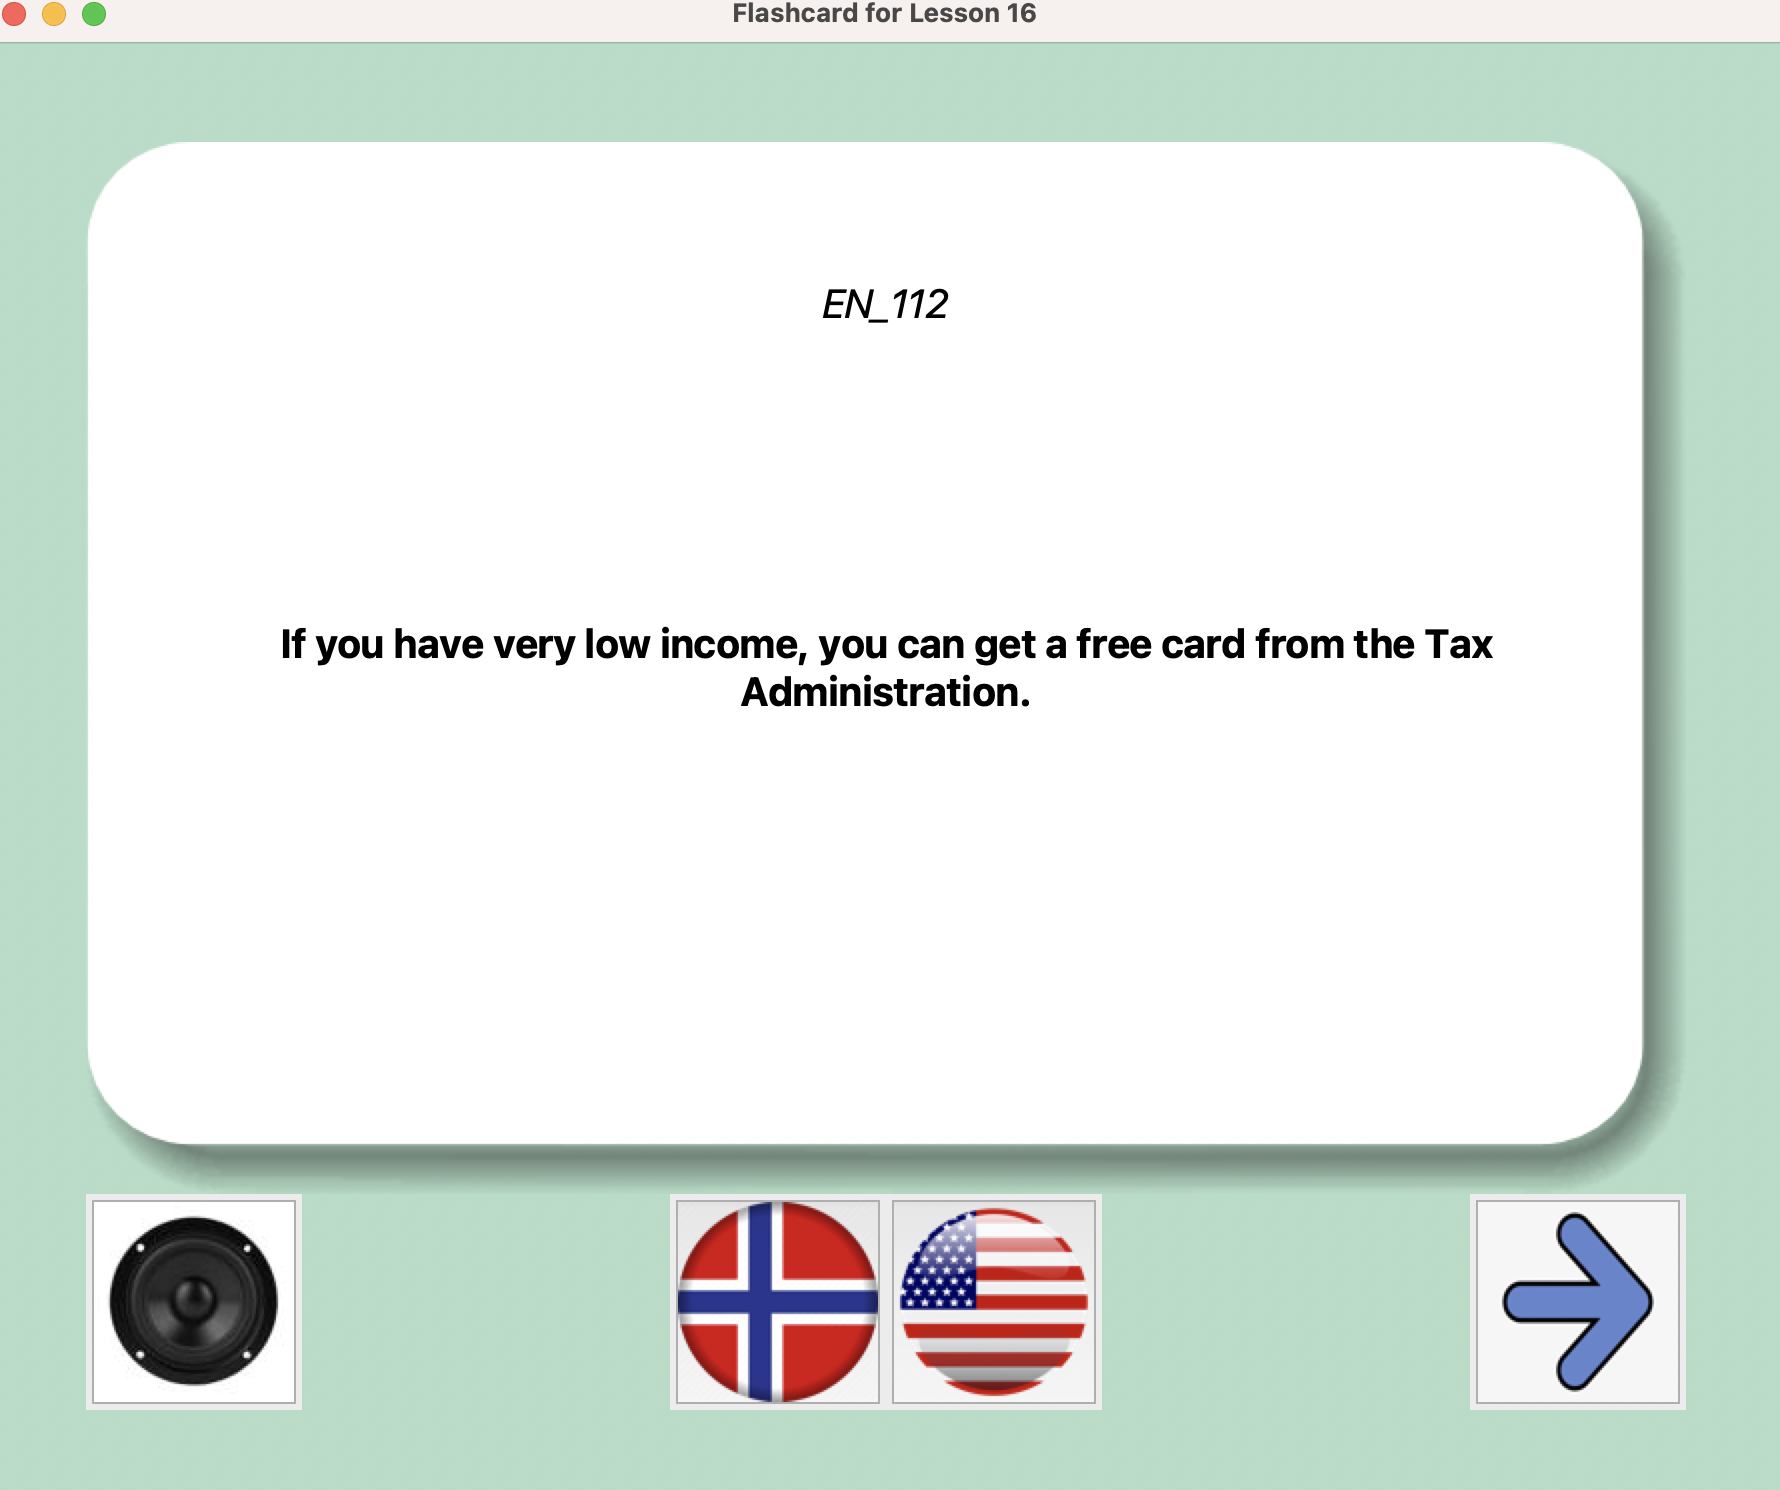 Flashcard for Lesson 16
EN_112
If you have very low income, you can get a free card from the Tax
Administration.